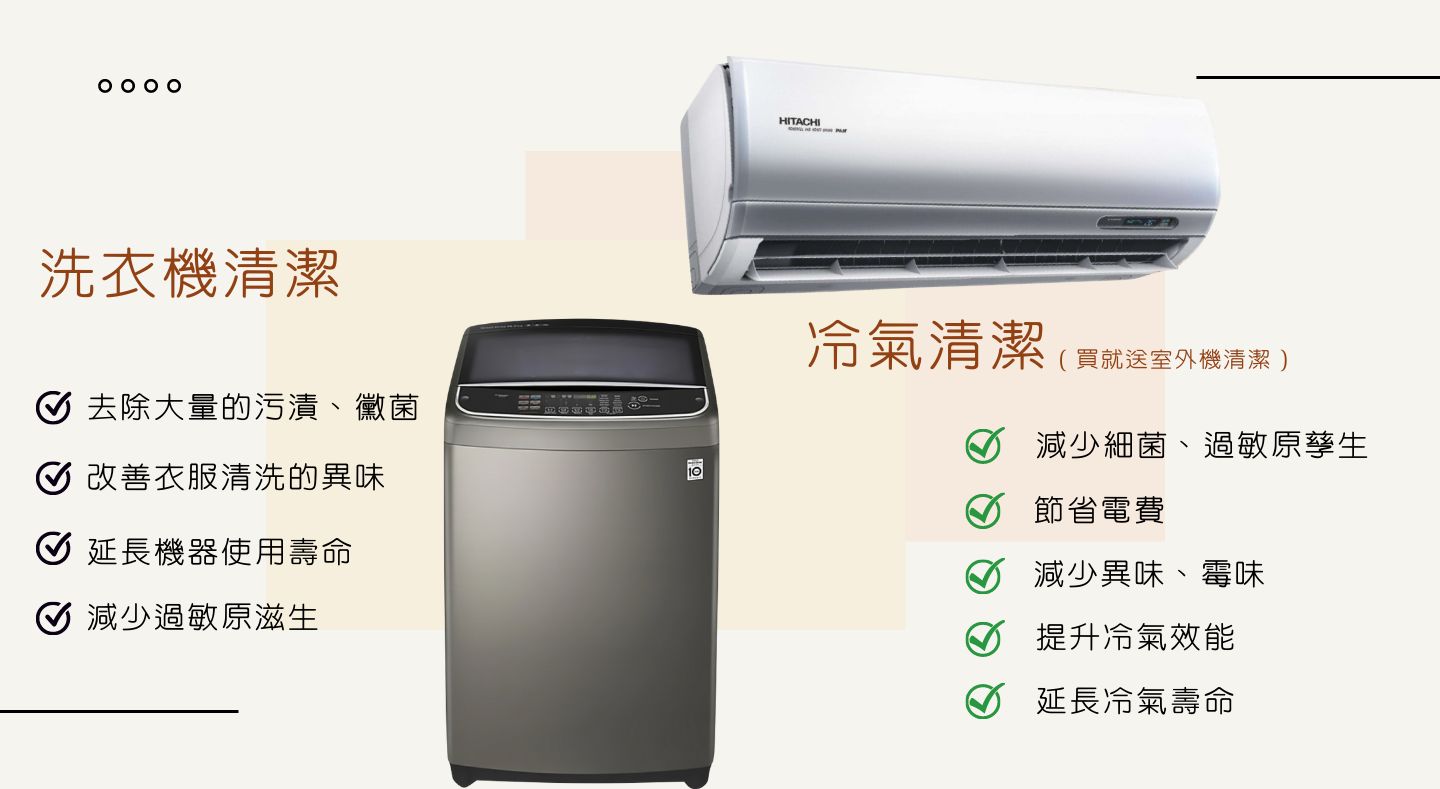 HITACHI
洗衣機清潔
去除大量的污漬、黴菌
改善衣服清洗的異味
延長機器使用壽命
減少過敏原滋生
冷氣清潔(買就送室外機清潔)
減少細菌、過敏原孳生
節省電費
減少異味、霉味
提升冷氣效能
延長冷氣壽命